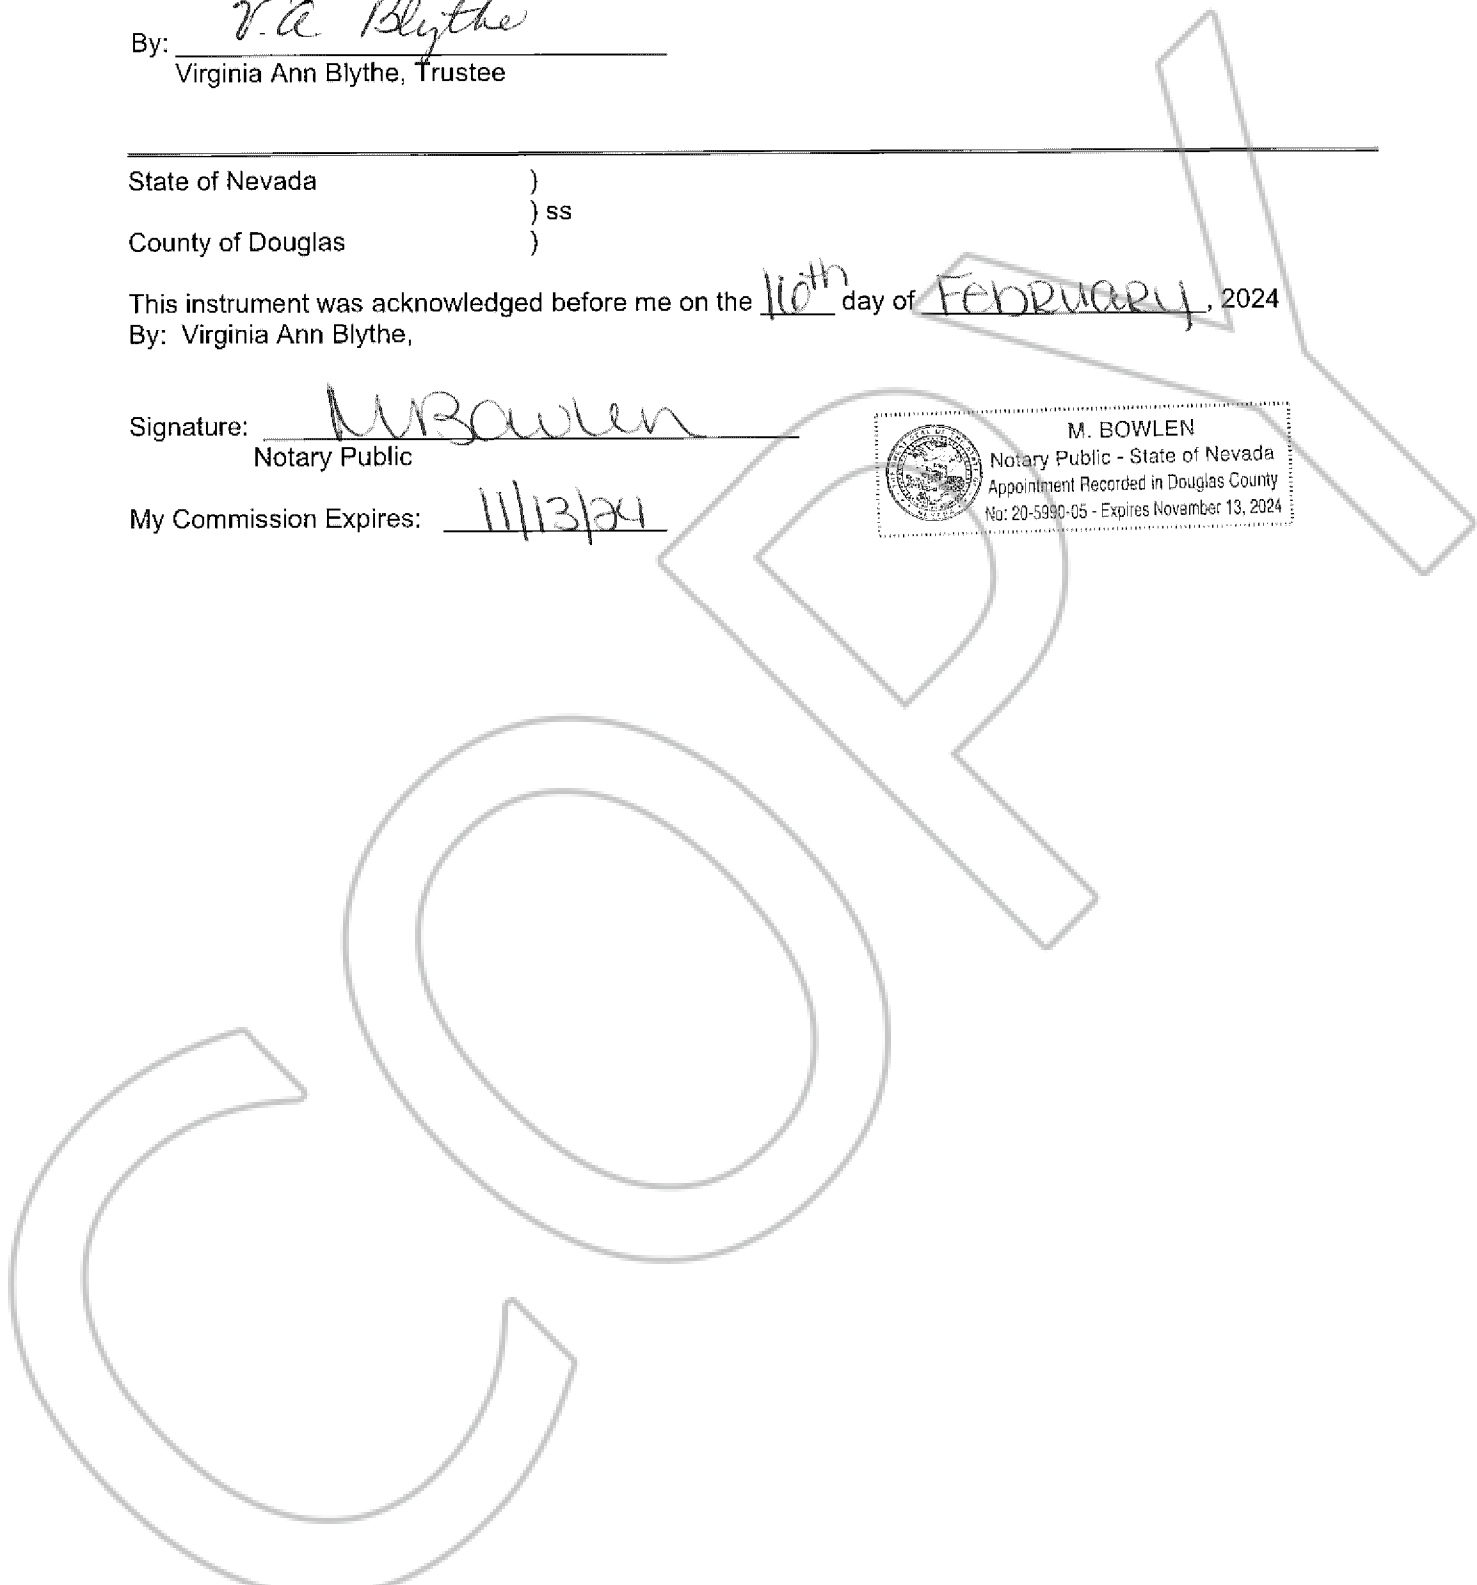 V.A. Blythe
By:
Virginia Ann Blythe, Trustee
State of Nevada )
) ss
County of Douglas )
This instrument was acknowledged before me on the 16th day of February, 2024
By: Virginia Ann Blythe,
Signature: MBowlen
Notary Public
My Commission Expires: 11/13/24
M. BOWLEN
Notary Public - State of Nevada
Appointment Recorded in Douglas County
No: 20-5990-05 - Expires November 13, 2024
COPY